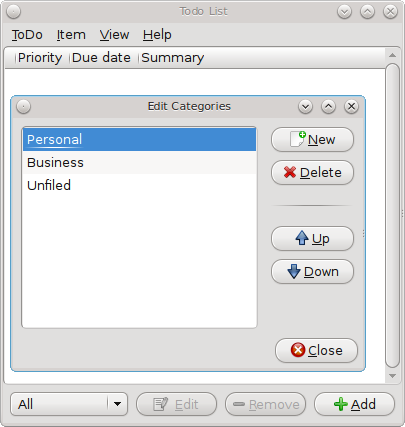 Todo List
ToDo Item View Help
Priority Due date Summary
Edit Categories
Personal
Business
Unfiled
New
Delete
Up
Down
Close
All Edit Remove Add